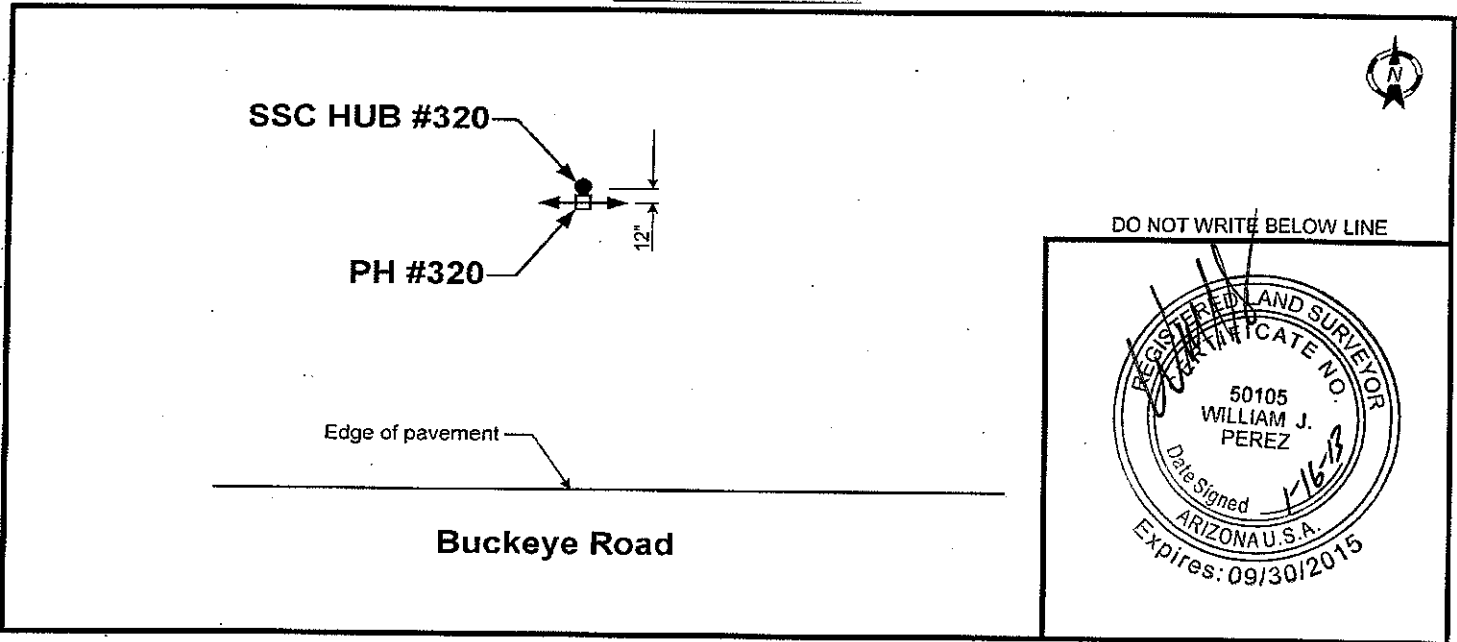 N
SSC HUB #320
12"
PH #320
Edge of pavement
Buckeye Road
DO NOT WRITE BELOW LINE
REGISTERED LAND SURVEYOR
CERTIFICATE NO.
50105
WILLIAM J.
PEREZ
Date Signed 1-16-13
ARIZONA U.S.A.
Expires: 09/30/2015